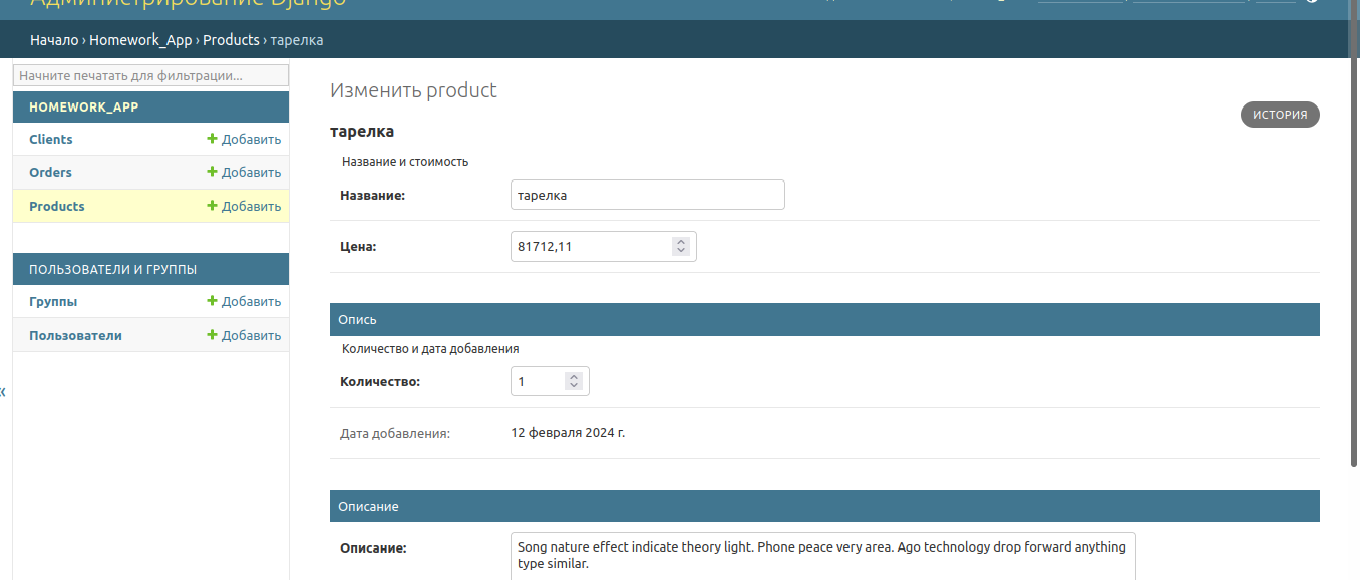 Администрирование Django
Начало › Homework_App › Products › тарелка
Начните печатать для фильтрации...
HOMEWORK_APP
Clients
Добавить
Orders
Добавить
Products
Добавить
ПОЛЬЗОВАТЕЛИ И ГРУППЫ
Группы
Добавить
Пользователи
Добавить
«
Изменить product
ИСТОРИЯ
тарелка
Название и стоимость
Название:
тарелка
Цена:
81712,11
Опись
Количество и дата добавления
Количество:
1
Дата добавления:
12 февраля 2024 г.
Описание
Описание:
Song nature effect indicate theory light. Phone peace very area. Ago technology drop forward anything
type similar.